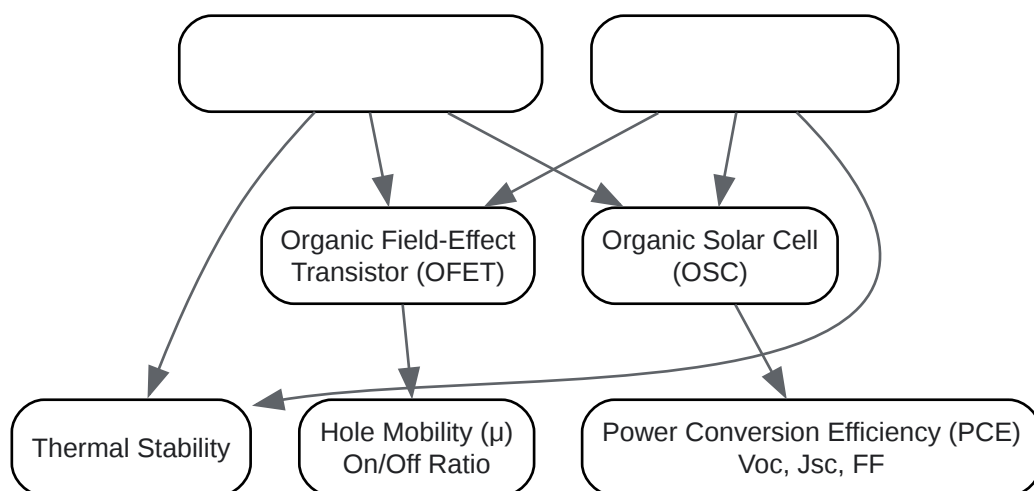 Organic Field-Effect
Transistor (OFET)
Organic Solar Cell
(OSC)
Thermal Stability
Hole Mobility (μ)
On/Off Ratio
Power Conversion Efficiency (PCE)
Voc, Jsc, FF